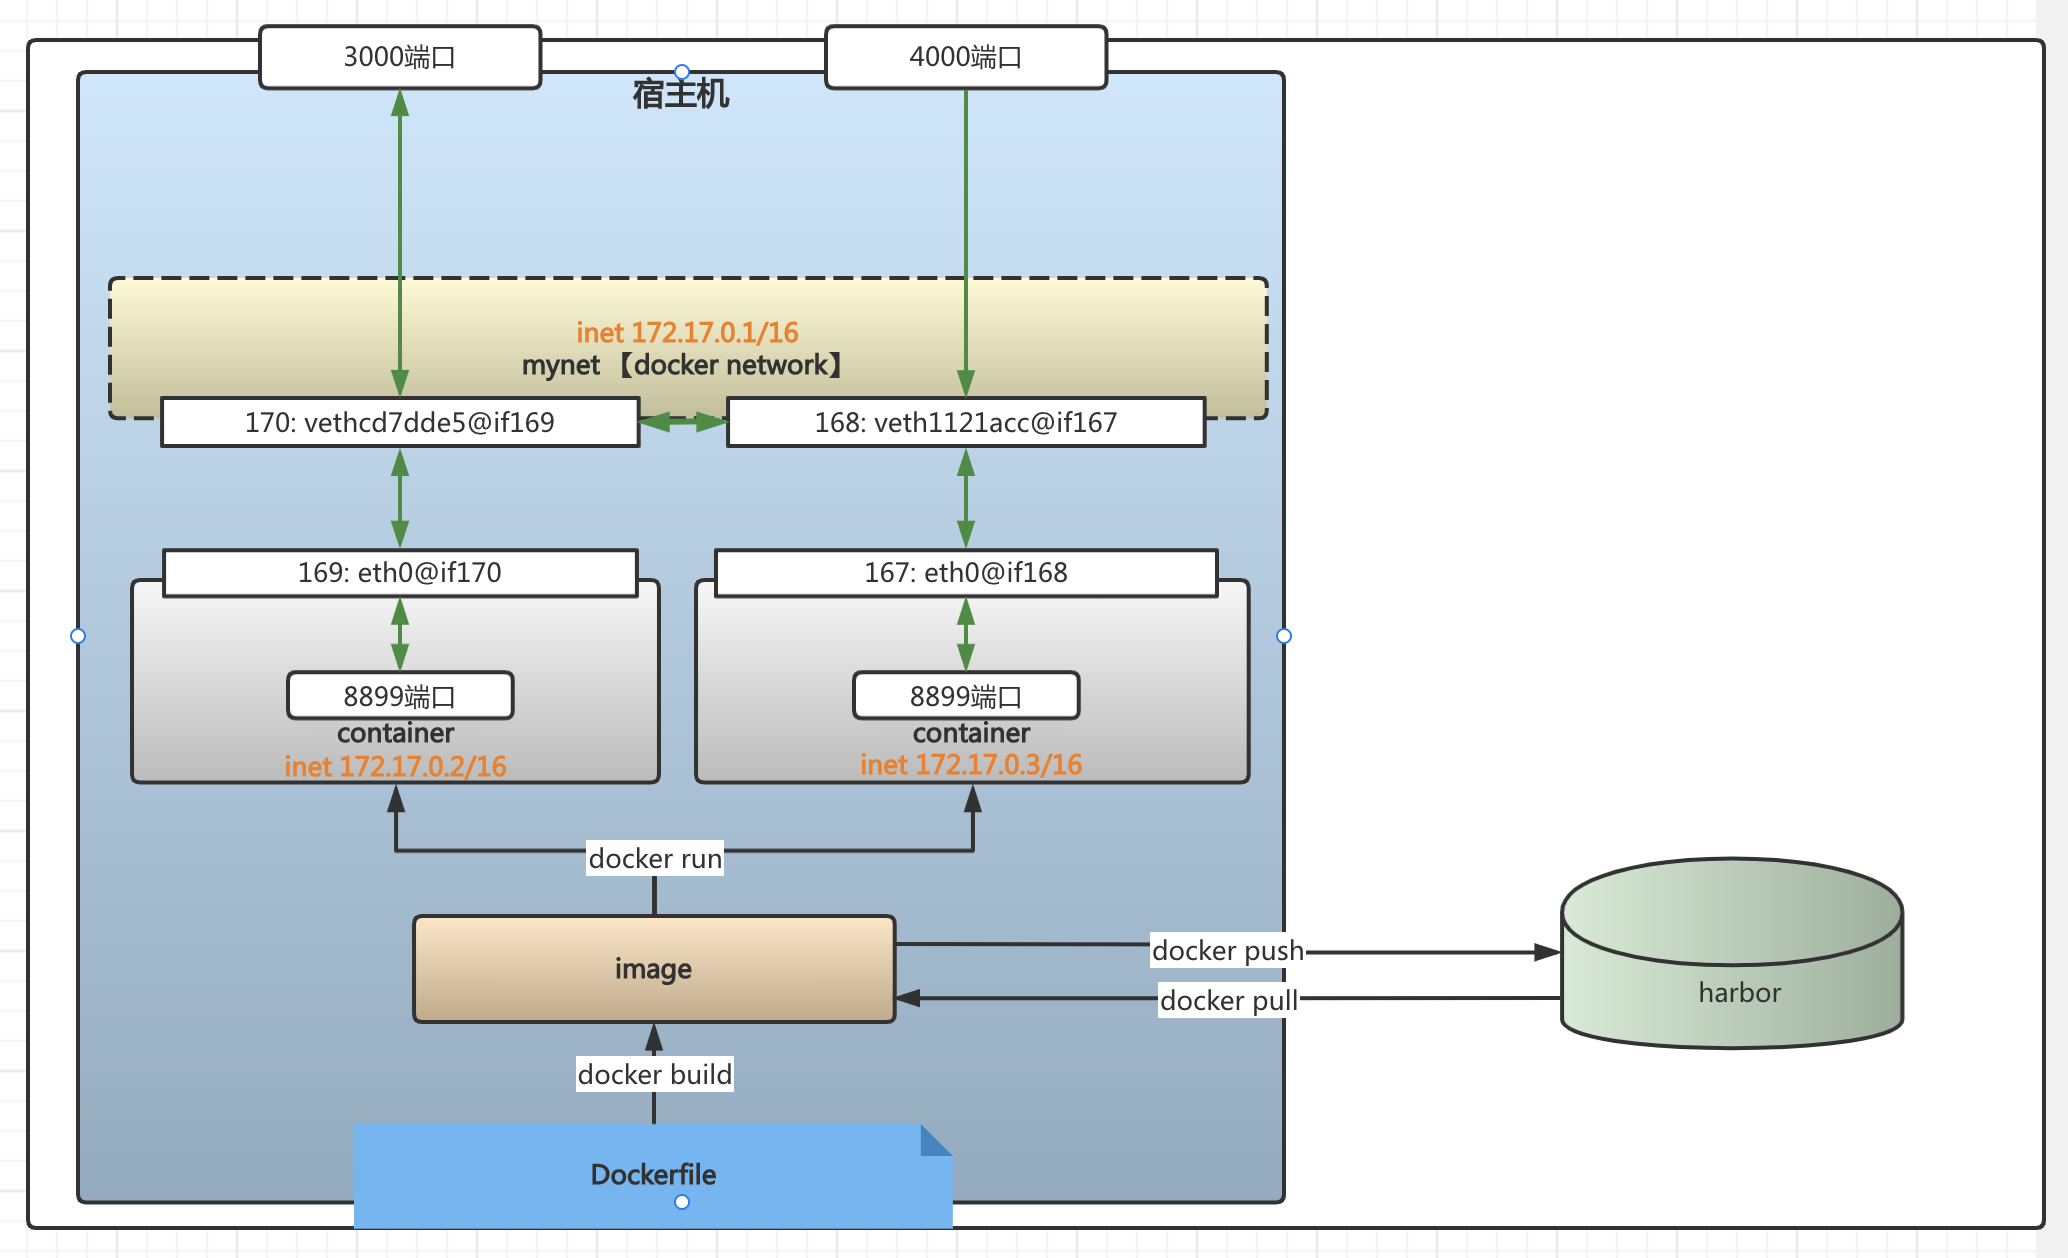 3000端口
4000端口
宿主机
inet 172.17.0.1/16
mynet 【docker network】
170: vethcd7dde5@if169
168: veth1121acc@if167
169: eth0@if170
167: eth0@if168
8899端口
container
inet 172.17.0.2/16
8899端口
container
inet 172.17.0.3/16
docker run
image
docker push
docker pull
harbor
docker build
Dockerfile